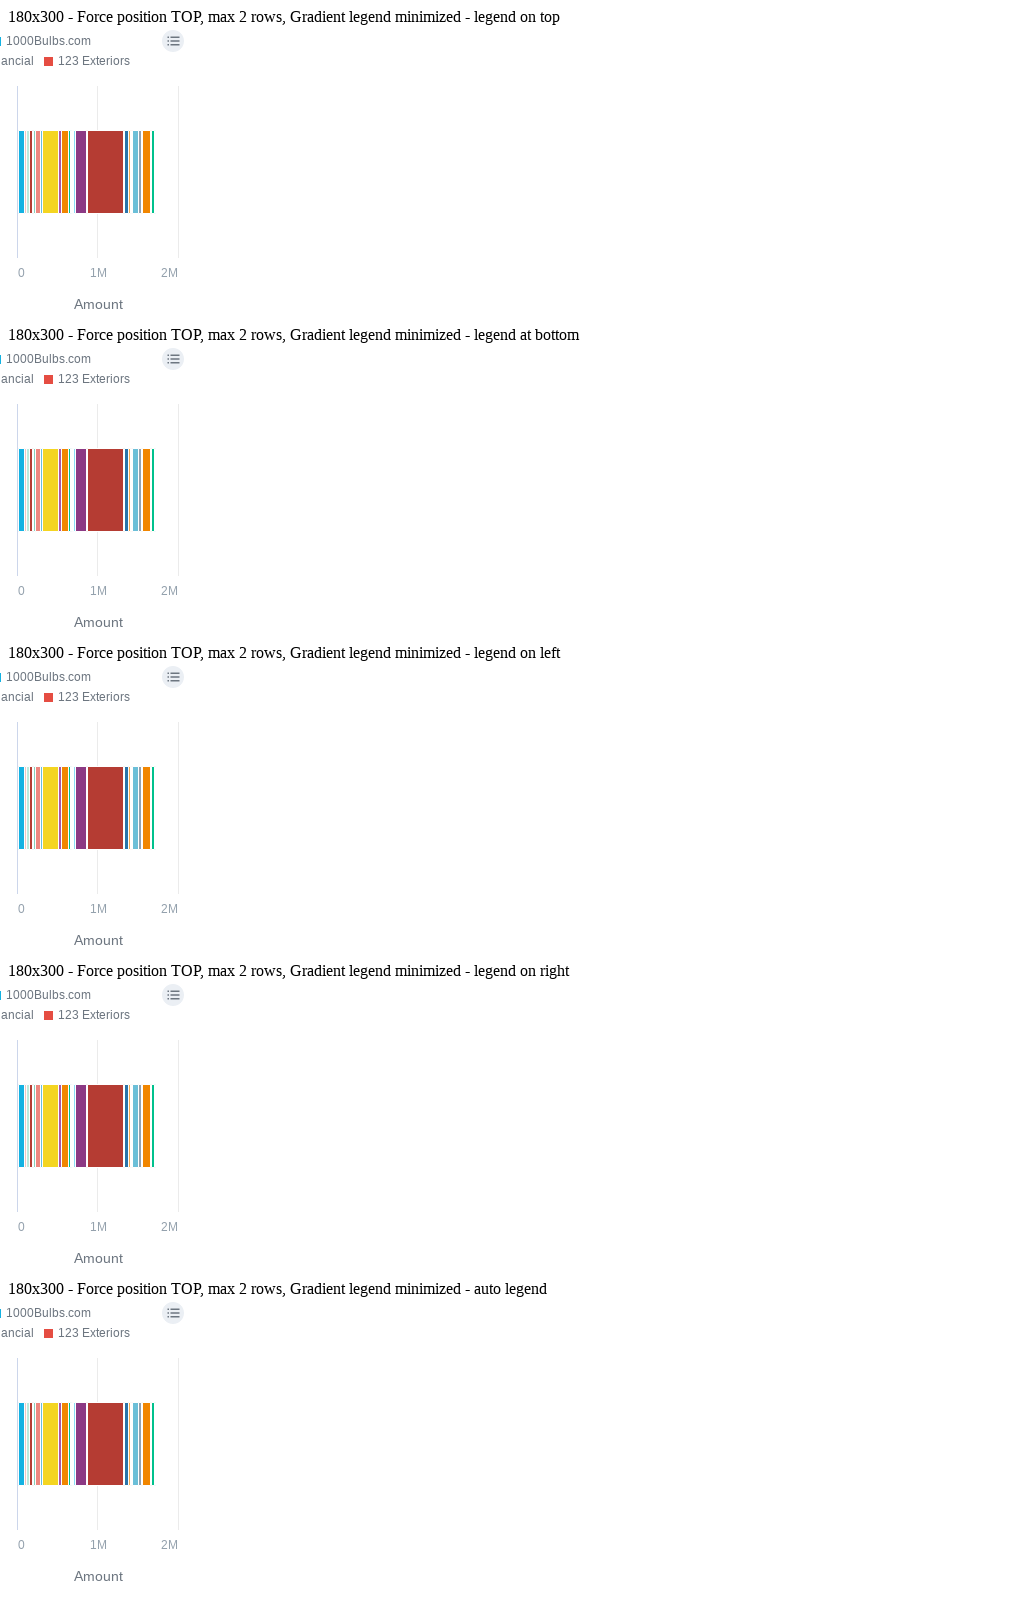 180x300 - Force position TOP, max 2 rows, Gradient legend minimized - legend on top
1000Bulbs.com
ancial 123 Exteriors
0 1M 2M
Amount
180x300 - Force position TOP, max 2 rows, Gradient legend minimized - legend at bottom
1000Bulbs.com
ancial 123 Exteriors
0 1M 2M
Amount
180x300 - Force position TOP, max 2 rows, Gradient legend minimized - legend on left
1000Bulbs.com
ancial 123 Exteriors
0 1M 2M
Amount
180x300 - Force position TOP, max 2 rows, Gradient legend minimized - legend on right
1000Bulbs.com
ancial 123 Exteriors
0 1M 2M
Amount
180x300 - Force position TOP, max 2 rows, Gradient legend minimized - auto legend
1000Bulbs.com
ancial 123 Exteriors
0 1M 2M
Amount